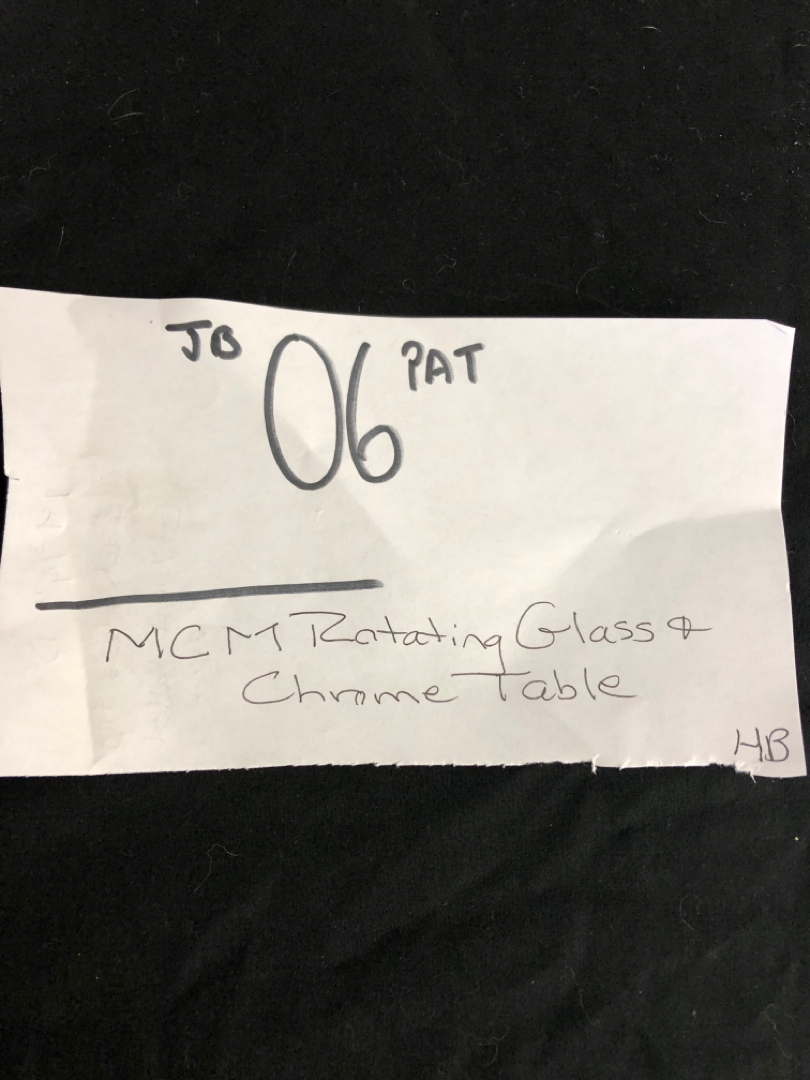 JB 06 PAT
MCM Rotating Glass &
Chrome Table
HB